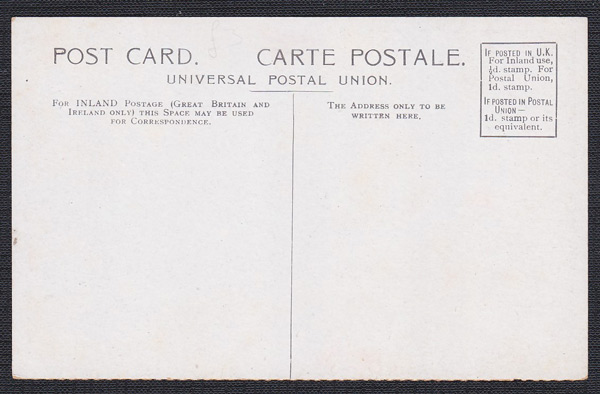 POST CARD. CARTE POSTALE.
UNIVERSAL POSTAL UNION.
FOR INLAND POSTAGE (GREAT BRITAIN AND
IRELAND ONLY) THIS SPACE MAY BE USED
FOR CORRESPONDENCE.
THE ADDRESS ONLY TO BE
WRITTEN HERE.
IF POSTED IN U.K.
For Inland use,
½d. stamp. For
Postal Union,
1d. stamp.
IF POSTED IN POSTAL
UNION—
1d. stamp or its
equivalent.